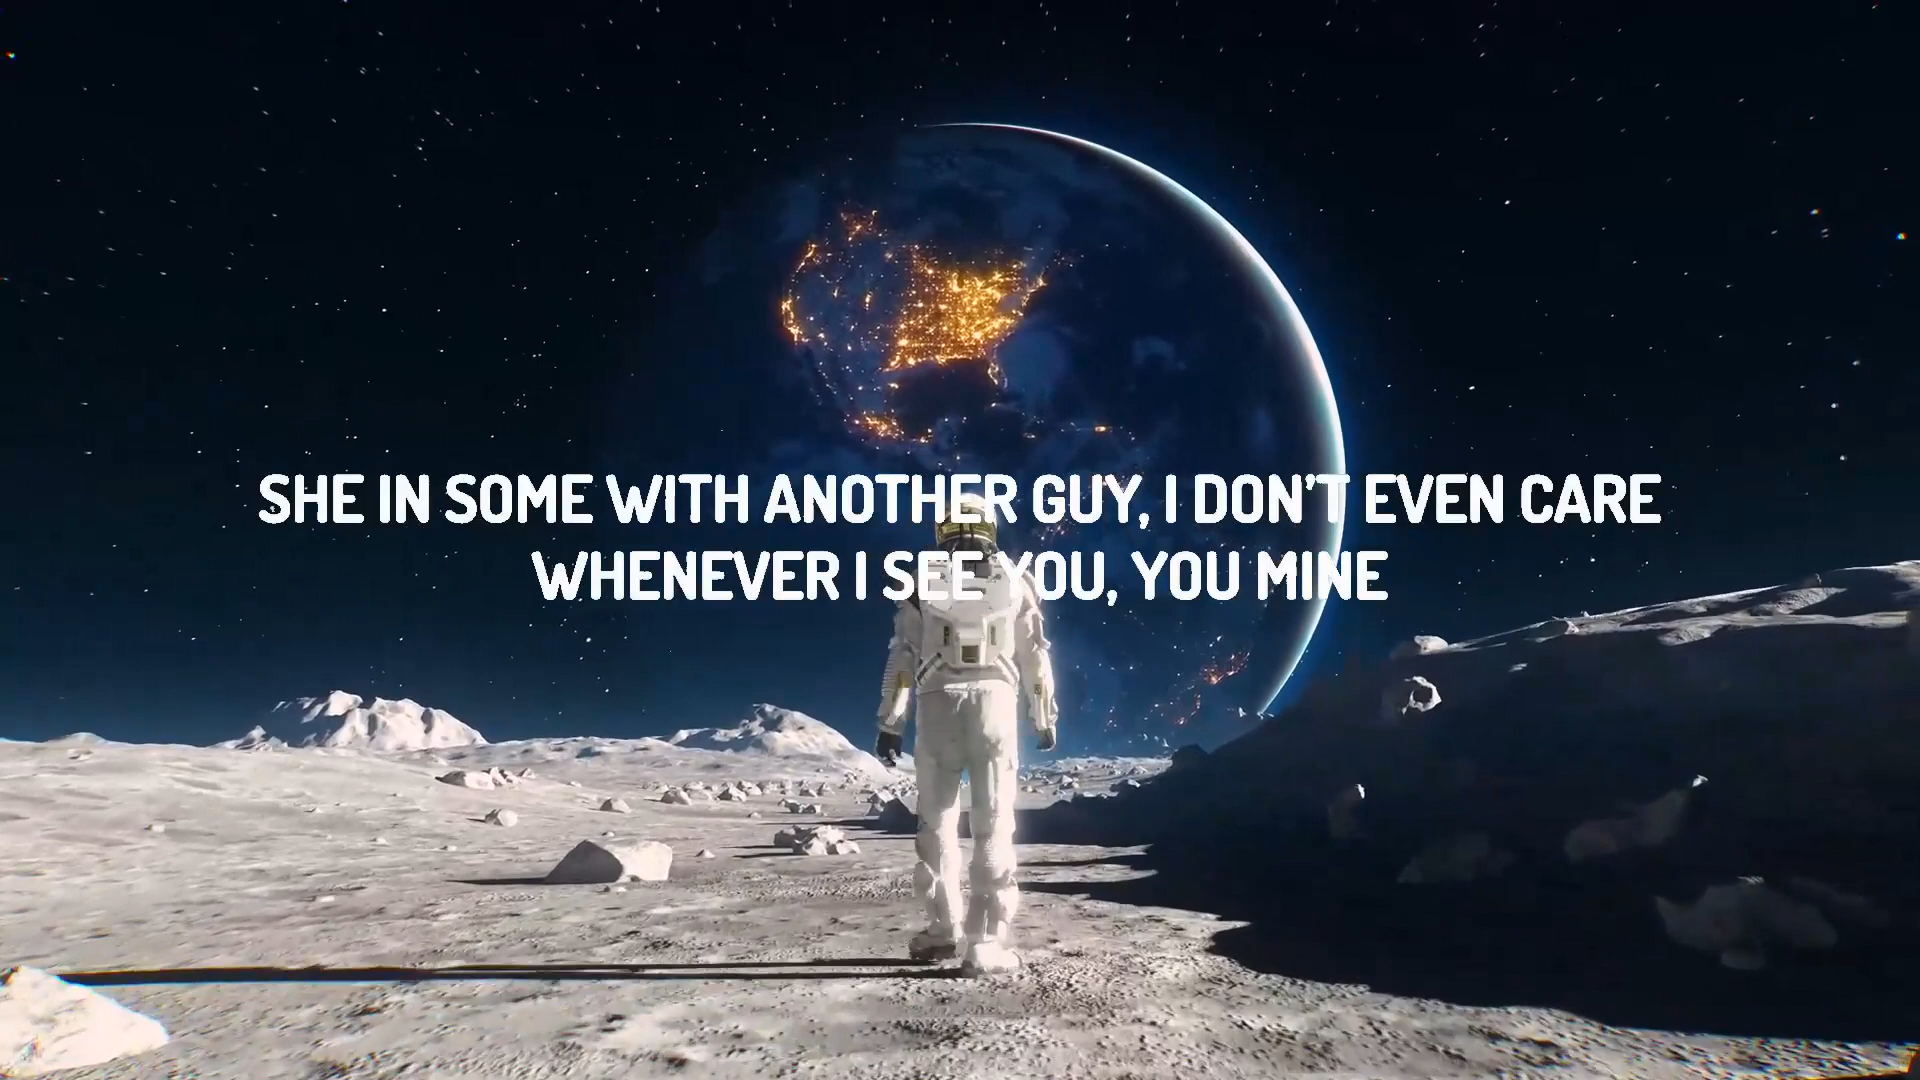 SHE IN SOME WITH ANOTHER GUY, I DON'T EVEN CARE
WHENEVER I SEE YOU, YOU MINE